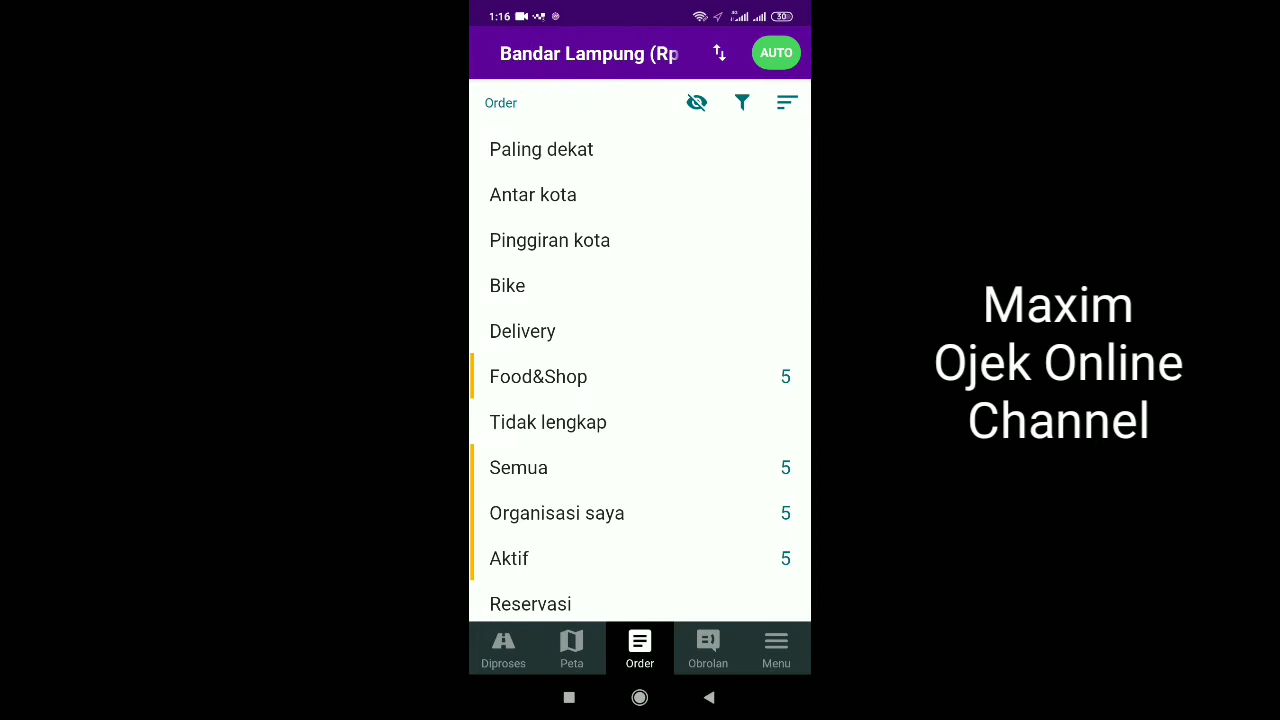 1:16
30
Bandar Lampung (Rp
AUTO
Order
Paling dekat
Antar kota
Pinggiran kota
Bike
Delivery
Food&Shop 5
Tidak lengkap
Semua 5
Organisasi saya 5
Aktif 5
Reservasi
Diproses Peta Order Obrolan Menu
Maxim
Ojek Online
Channel